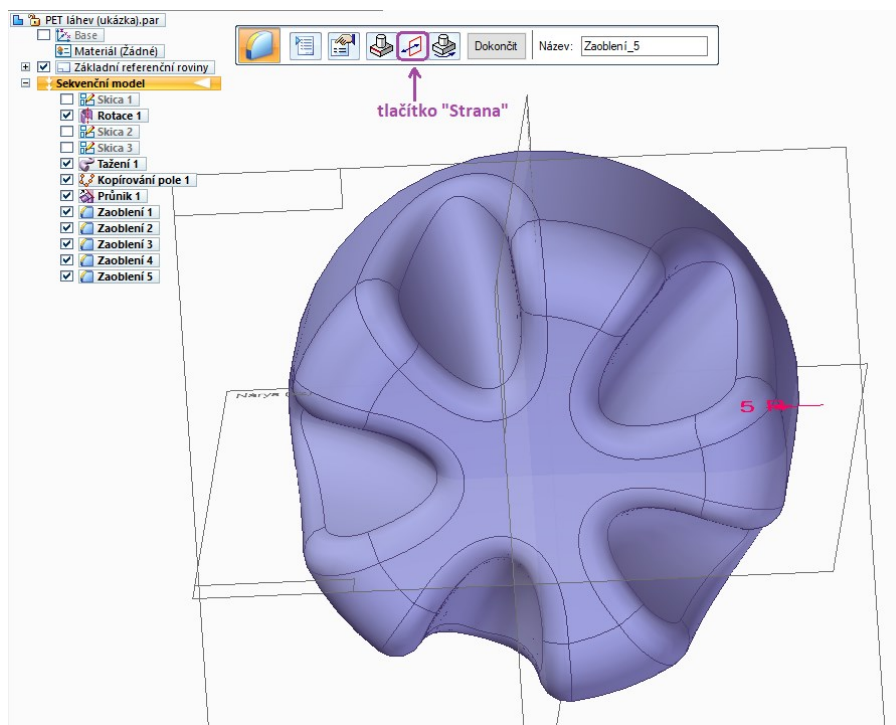 PET láhev (ukázka).par
Base
Materiál (Žádné)
Základní referenční roviny
Sekvenční model
Skica 1
Rotace 1
Skica 2
Skica 3
Tažení 1
Kopírování pole 1
Průnik 1
Zaoblení 1
Zaoblení 2
Zaoblení 3
Zaoblení 4
Zaoblení 5
Dokončit
Název: Zaoblení_5
tlačítko "Strana"
5 R